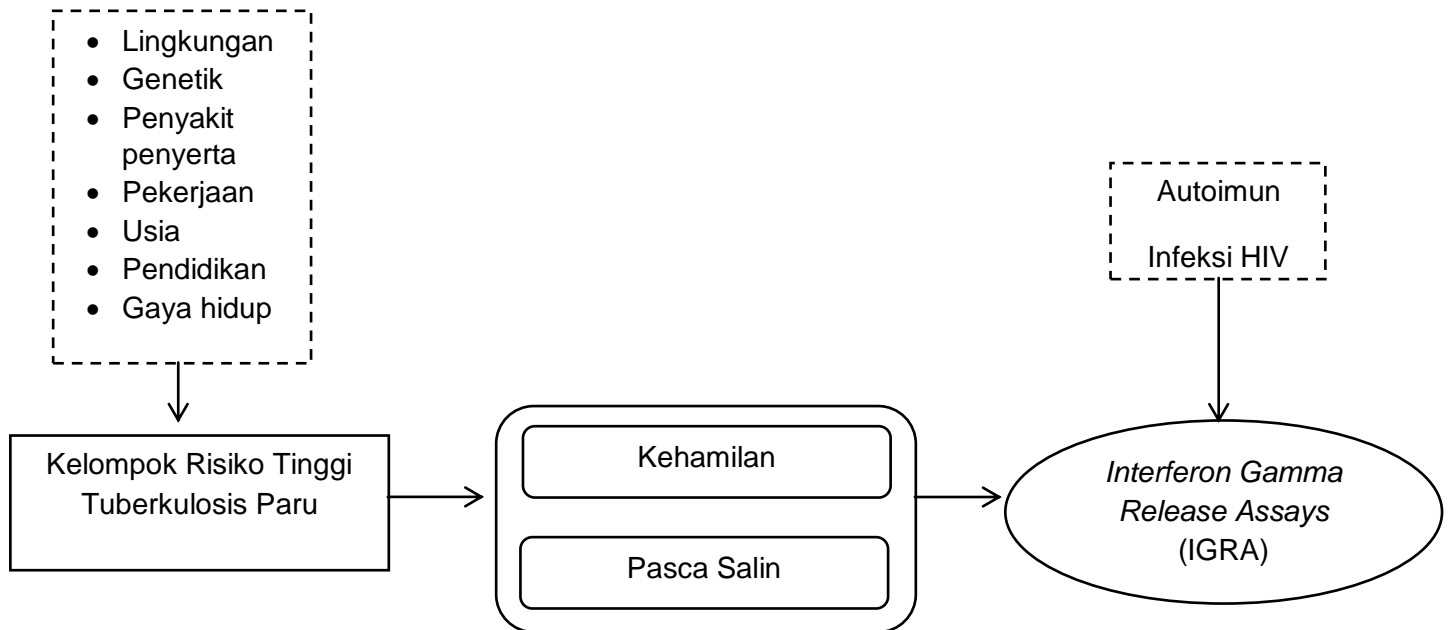 • Lingkungan
• Genetik
• Penyakit
penyerta
• Pekerjaan
• Usia
• Pendidikan
• Gaya hidup
Autoimun
Infeksi HIV
Kelompok Risiko Tinggi
Tuberkulosis Paru
Kehamilan
Pasca Salin
Interferon Gamma
Release Assays
(IGRA)